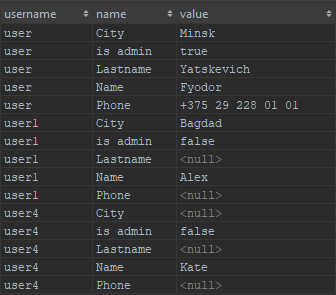 username name value
user City Minsk
user is admin true
user Lastname Yatskevich
user Name Fyodor
user Phone +375 29 228 01 01
user1 City Bagdad
user1 is admin false
user1 Lastname <null>
user1 Name Alex
user1 Phone <null>
user4 City <null>
user4 is admin false
user4 Lastname <null>
user4 Name Kate
user4 Phone <null>